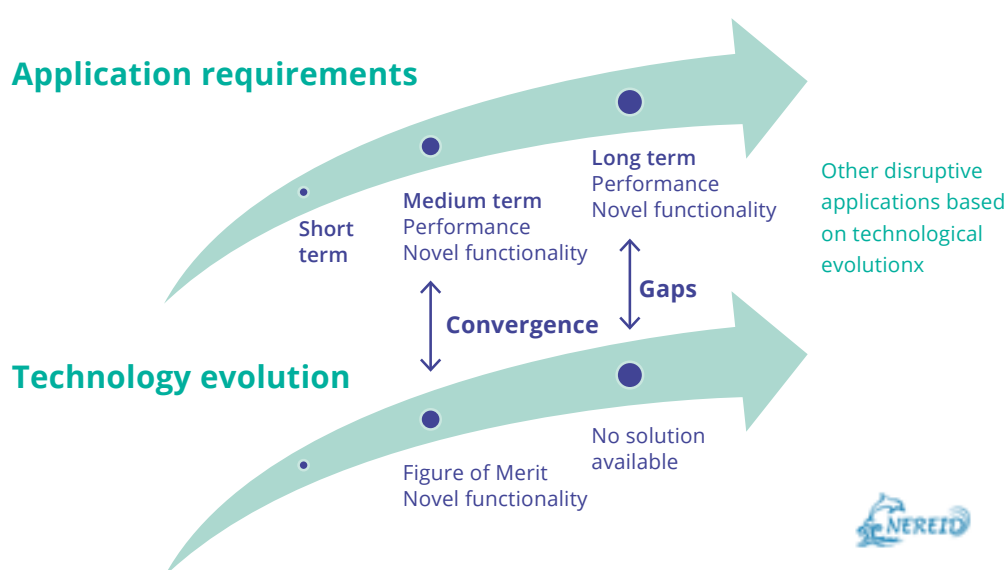 Application requirements
Short
term
Medium term
Performance
Novel functionality
Long term
Performance
Novel functionality
Other disruptive
applications based
on technological
evolutionx
Convergence
Gaps
Technology evolution
Figure of Merit
Novel functionality
No solution
available
NEREID